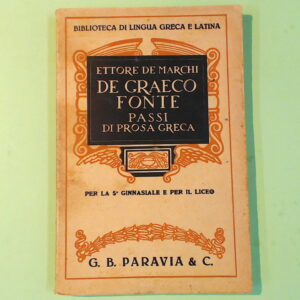 BIBLIOTECA DI LINGUA GRECA E LATINA
ETTORE DE MARCHI
DE GRAECO
FONTE
PASSI
DI PROSA GRECA
PER LA 5ª GINNASIALE E PER IL LICEO
G. B. PARAVIA & C.